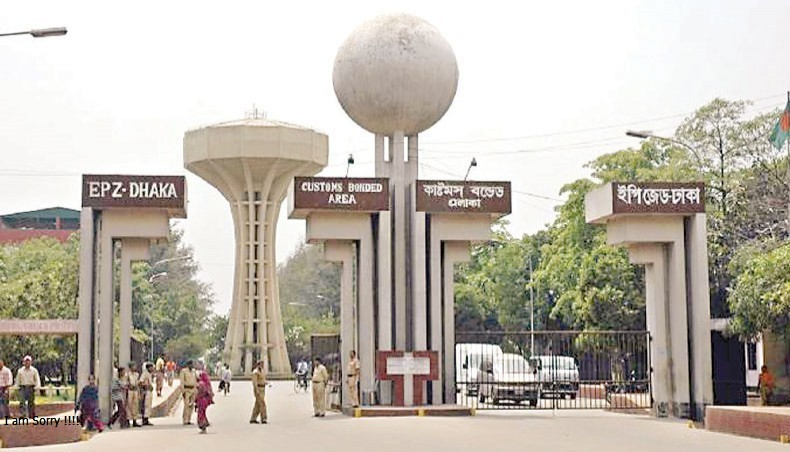 EPZ-DHAKA
CUSTOMS BONDED
AREA
কাষ্টমস বন্ডেড
এলাকা
ইপিজেড-ঢাকা
I am Sorry !!!!!